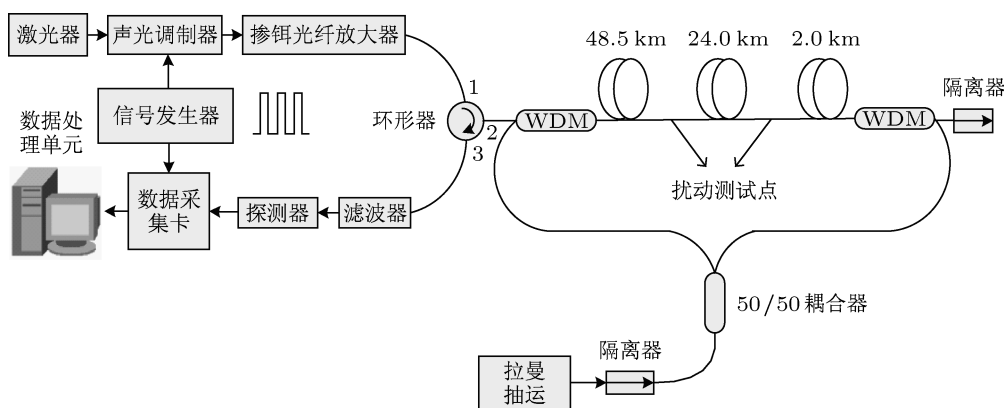 激光器
声光调制器
掺铒光纤放大器
48.5 km
24.0 km
2.0 km
隔离器
数据处
理单元
信号发生器
环形器
1
2
3
WDM
WDM
扰动测试点
数据采
集卡
探测器
滤波器
50/50 耦合器
隔离器
拉曼
抽运